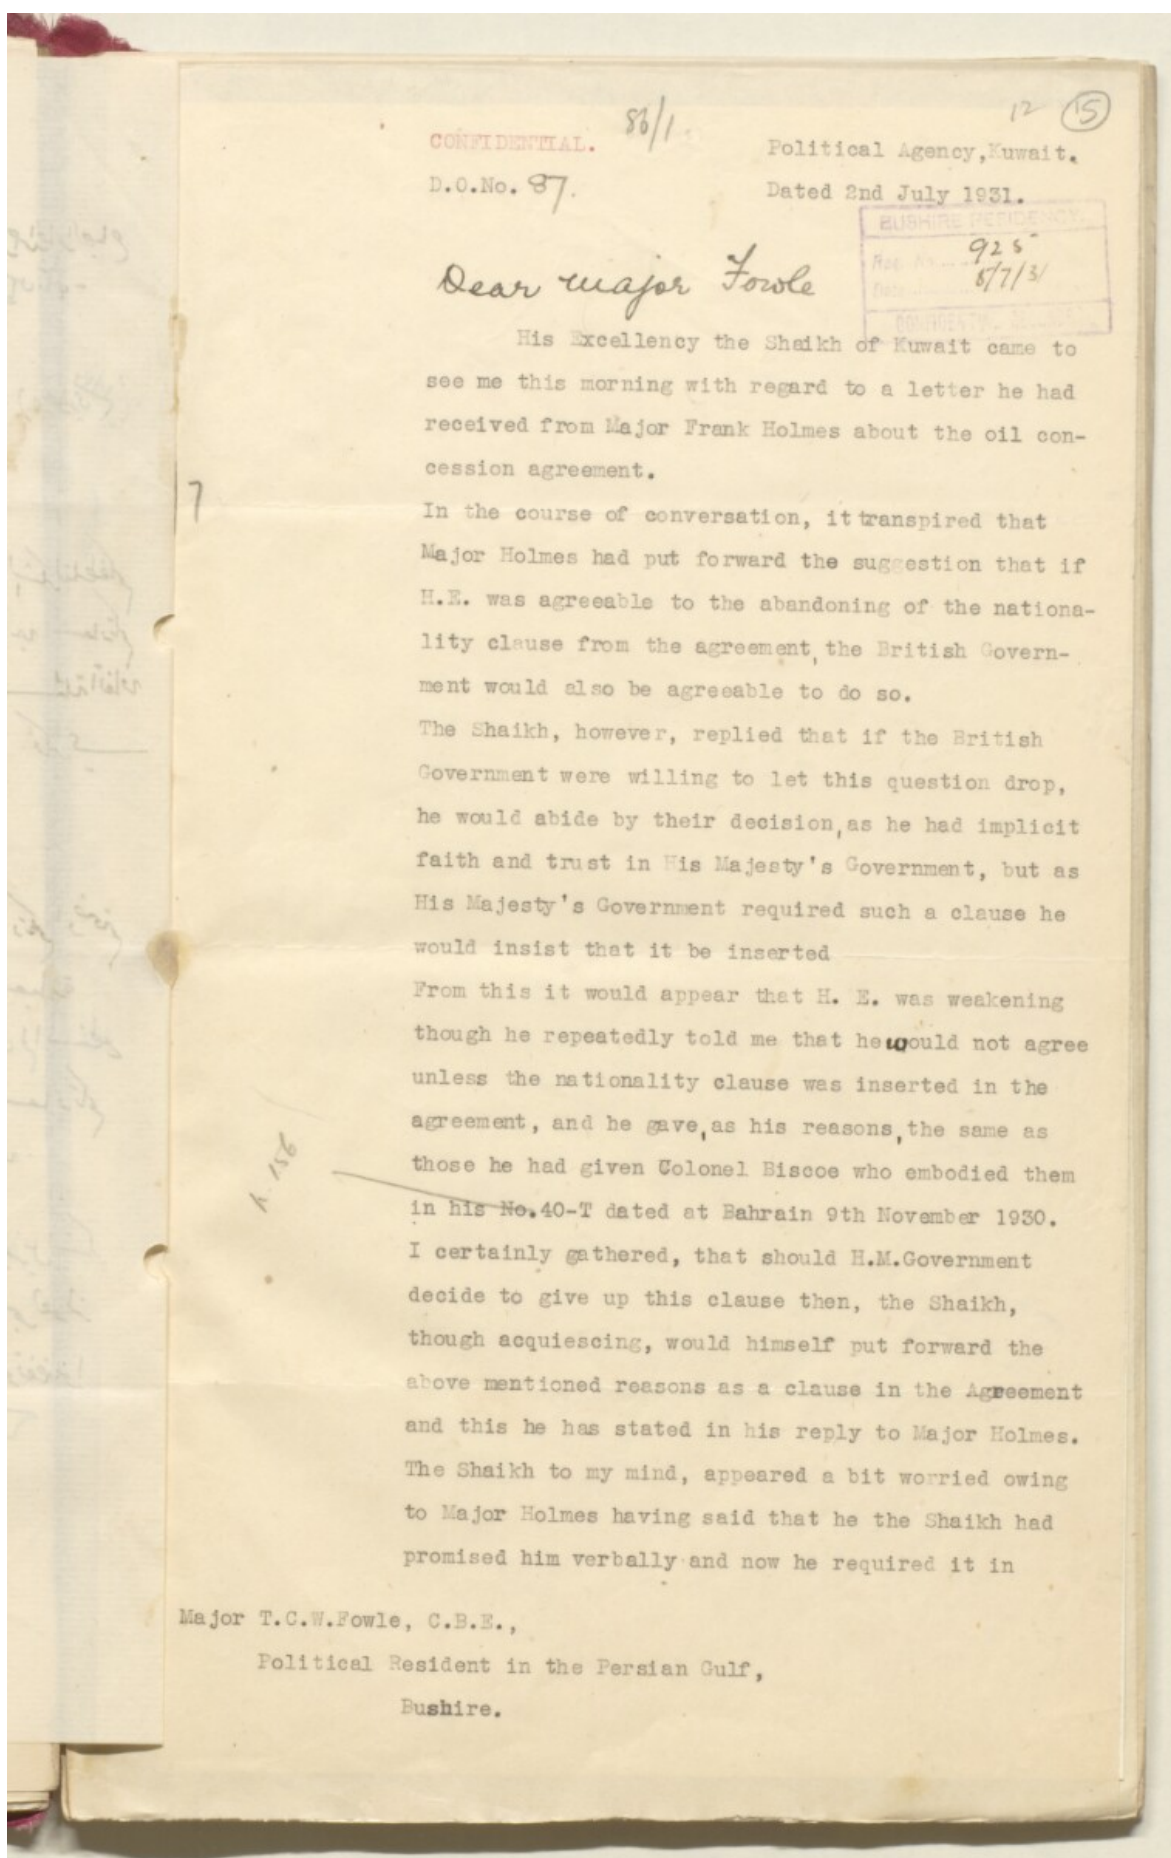 86/1
12 15
CONFIDENTIAL.
Political Agency, Kuwait.
D.O.No. 87.
Dated 2nd July 1931.
BUSHIRE RESIDENCY.
925
5/7/31
Dear Major Fowle
His Excellency the Shaikh of Kuwait came to
see me this morning with regard to a letter he had
received from Major Frank Holmes about the oil con-
cession agreement.
7
In the course of conversation, it transpired that
Major Holmes had put forward the suggestion that if
H.E. was agreeable to the abandoning of the nationa-
lity clause from the agreement, the British Govern-
ment would also be agreeable to do so.
The Shaikh, however, replied that if the British
Government were willing to let this question drop,
he would abide by their decision, as he had implicit
faith and trust in His Majesty's Government, but as
His Majesty's Government required such a clause he
would insist that it be inserted
From this it would appear that H. E. was weakening
though he repeatedly told me that he would not agree
unless the nationality clause was inserted in the
agreement, and he gave, as his reasons, the same as
those he had given Colonel Biscoe who embodied them
in his No. 40-T dated at Bahrain 9th November 1930.
I certainly gathered, that should H.M.Government
decide to give up this clause then, the Shaikh,
though acquiescing, would himself put forward the
above mentioned reasons as a clause in the Agreement
and this he has stated in his reply to Major Holmes.
The Shaikh to my mind, appeared a bit worried owing
to Major Holmes having said that he the Shaikh had
promised him verbally and now he required it in
Major T.C.W.Fowle, C.B.E.,
Political Resident in the Persian Gulf,
Bushire.